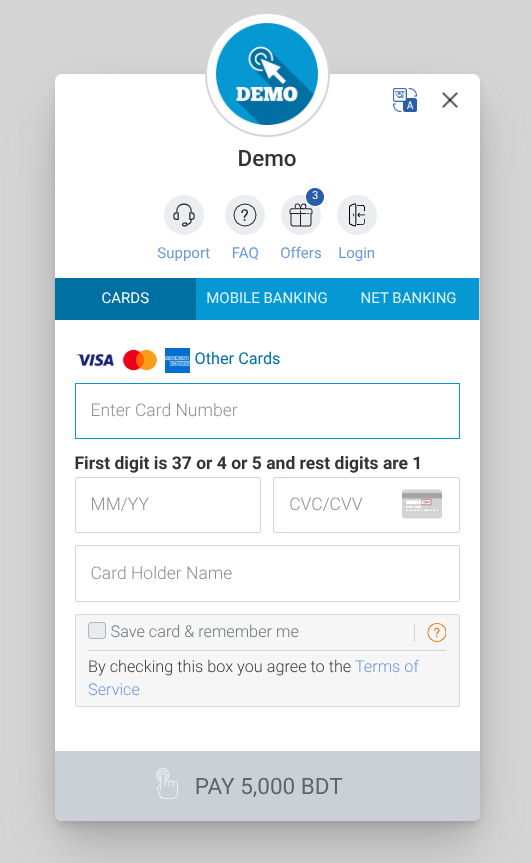 DEMO
অ
A
Demo
3
Support FAQ Offers Login
CARDS MOBILE BANKING NET BANKING
VISA Other Cards
Enter Card Number
First digit is 37 or 4 or 5 and rest digits are 1
MM/YY CVC/CVV
Card Holder Name
Save card & remember me
By checking this box you agree to the Terms of
Service
PAY 5,000 BDT